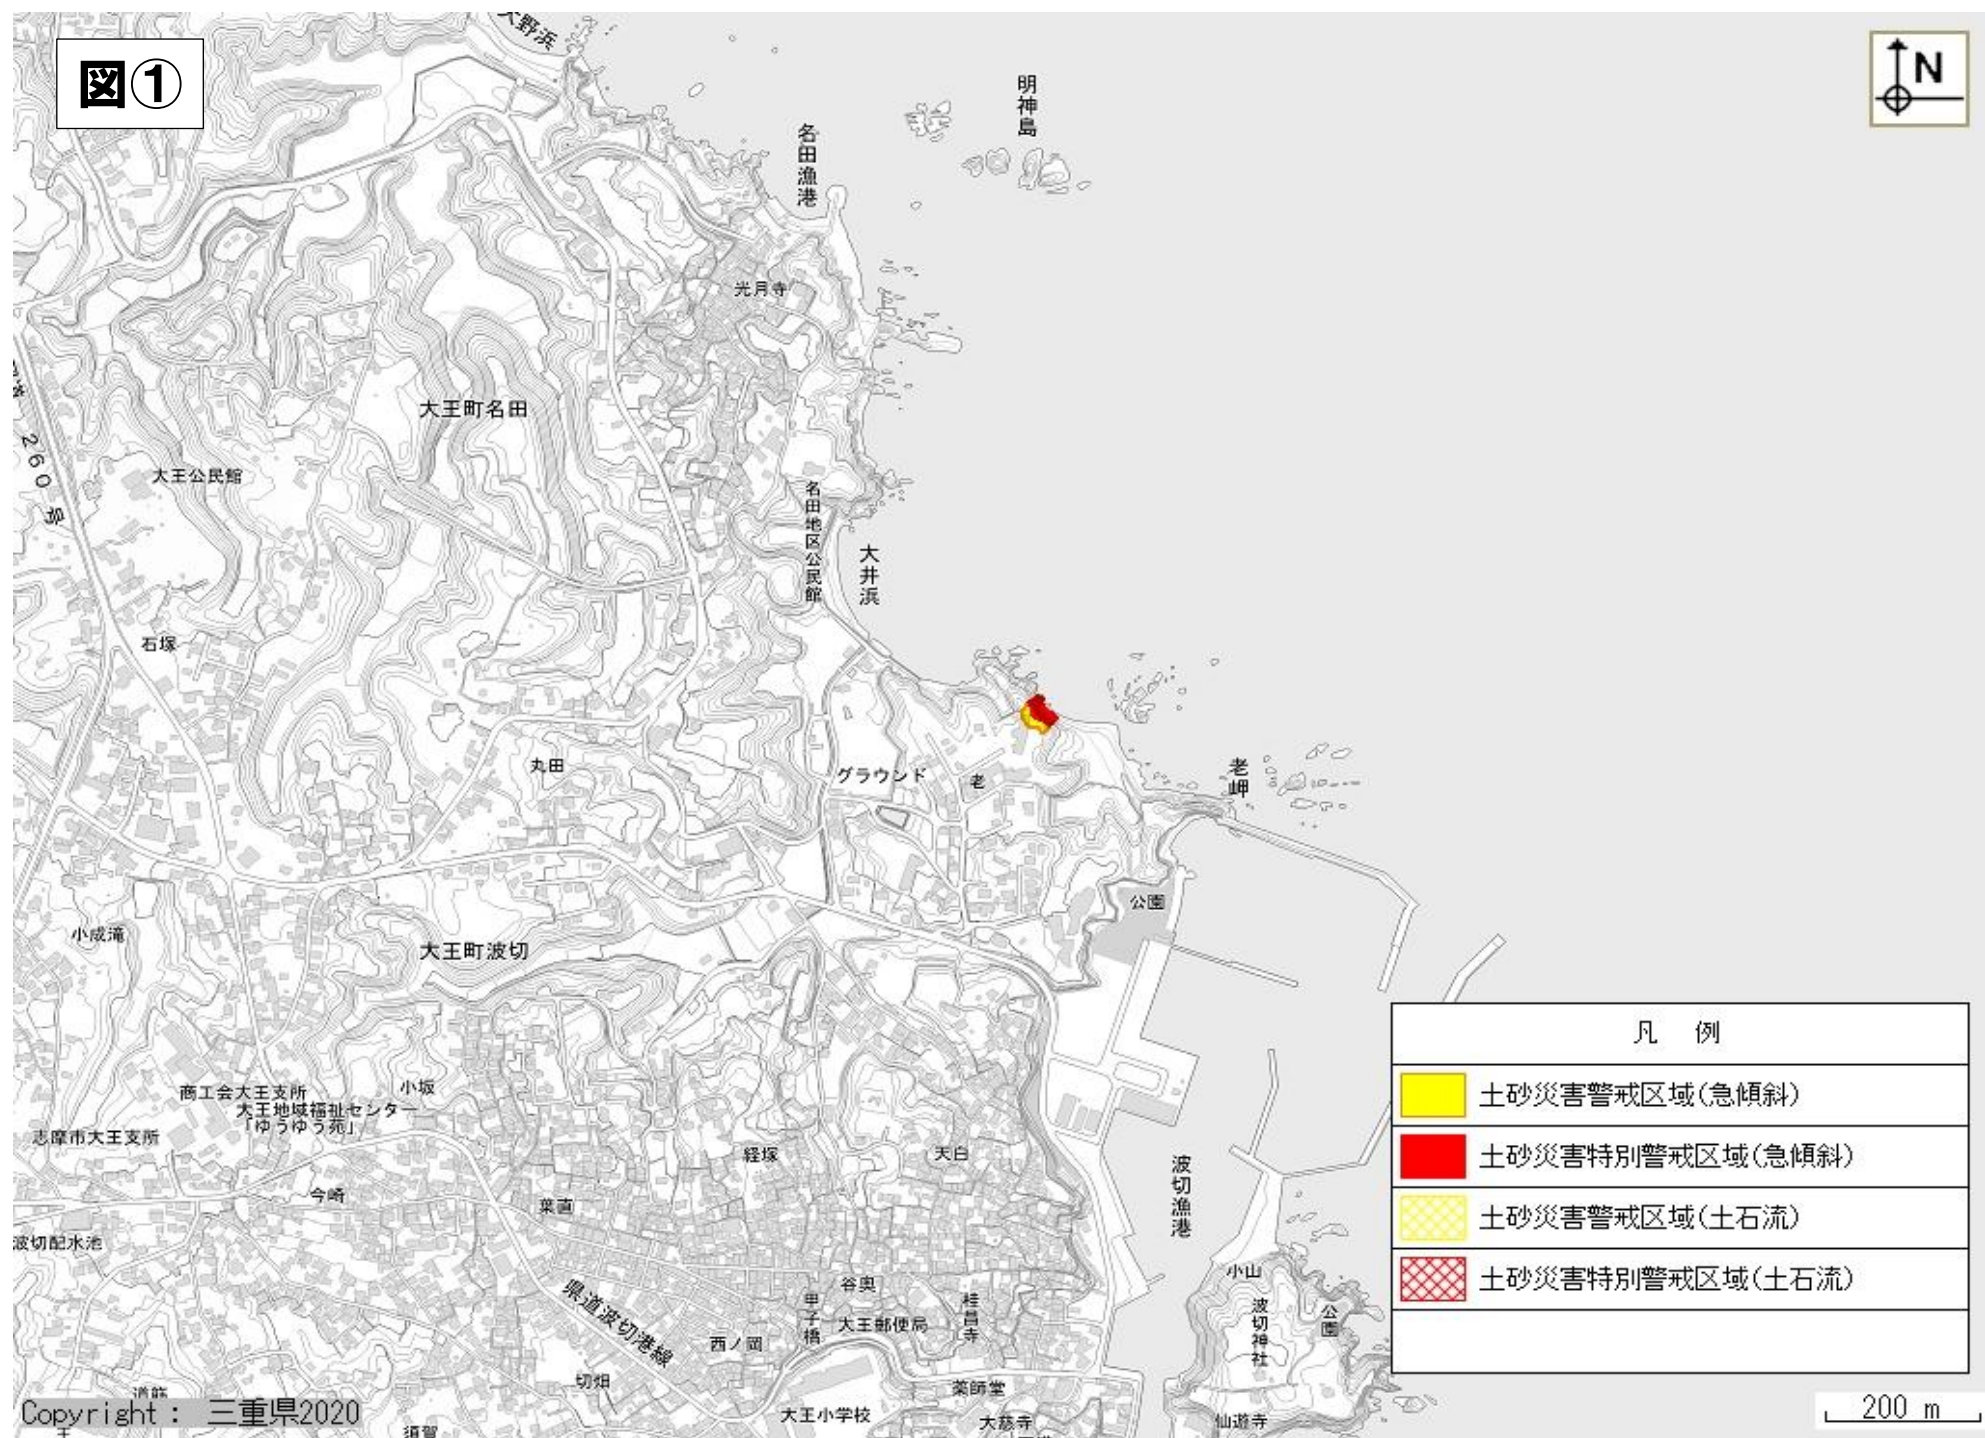 図①
N
大野浜
明神島
名田漁港
光月寺
大王町名田
260号
大王公民館
名田地区公民館
大井浜
石塚
丸田
グラウンド
老
老岬
公園
小成滝
大王町波切
商工会大王支所
小坂
大王地域福祉センター
「ゆうゆう苑」
志摩市大王支所
経塚
天白
波切漁港
今崎
葉直
波切配水池
県道波切港線
谷奥
甲子橋
大王郵便局
桂昌寺
西ノ岡
切畑
薬師堂
大王小学校
大慈寺
須賀
道筋
小山
波切神社
公園
仙遊寺
凡 例
土砂災害警戒区域(急傾斜)
土砂災害特別警戒区域(急傾斜)
土砂災害警戒区域(土石流)
土砂災害特別警戒区域(土石流)
Copyright : 三重県2020
200 m